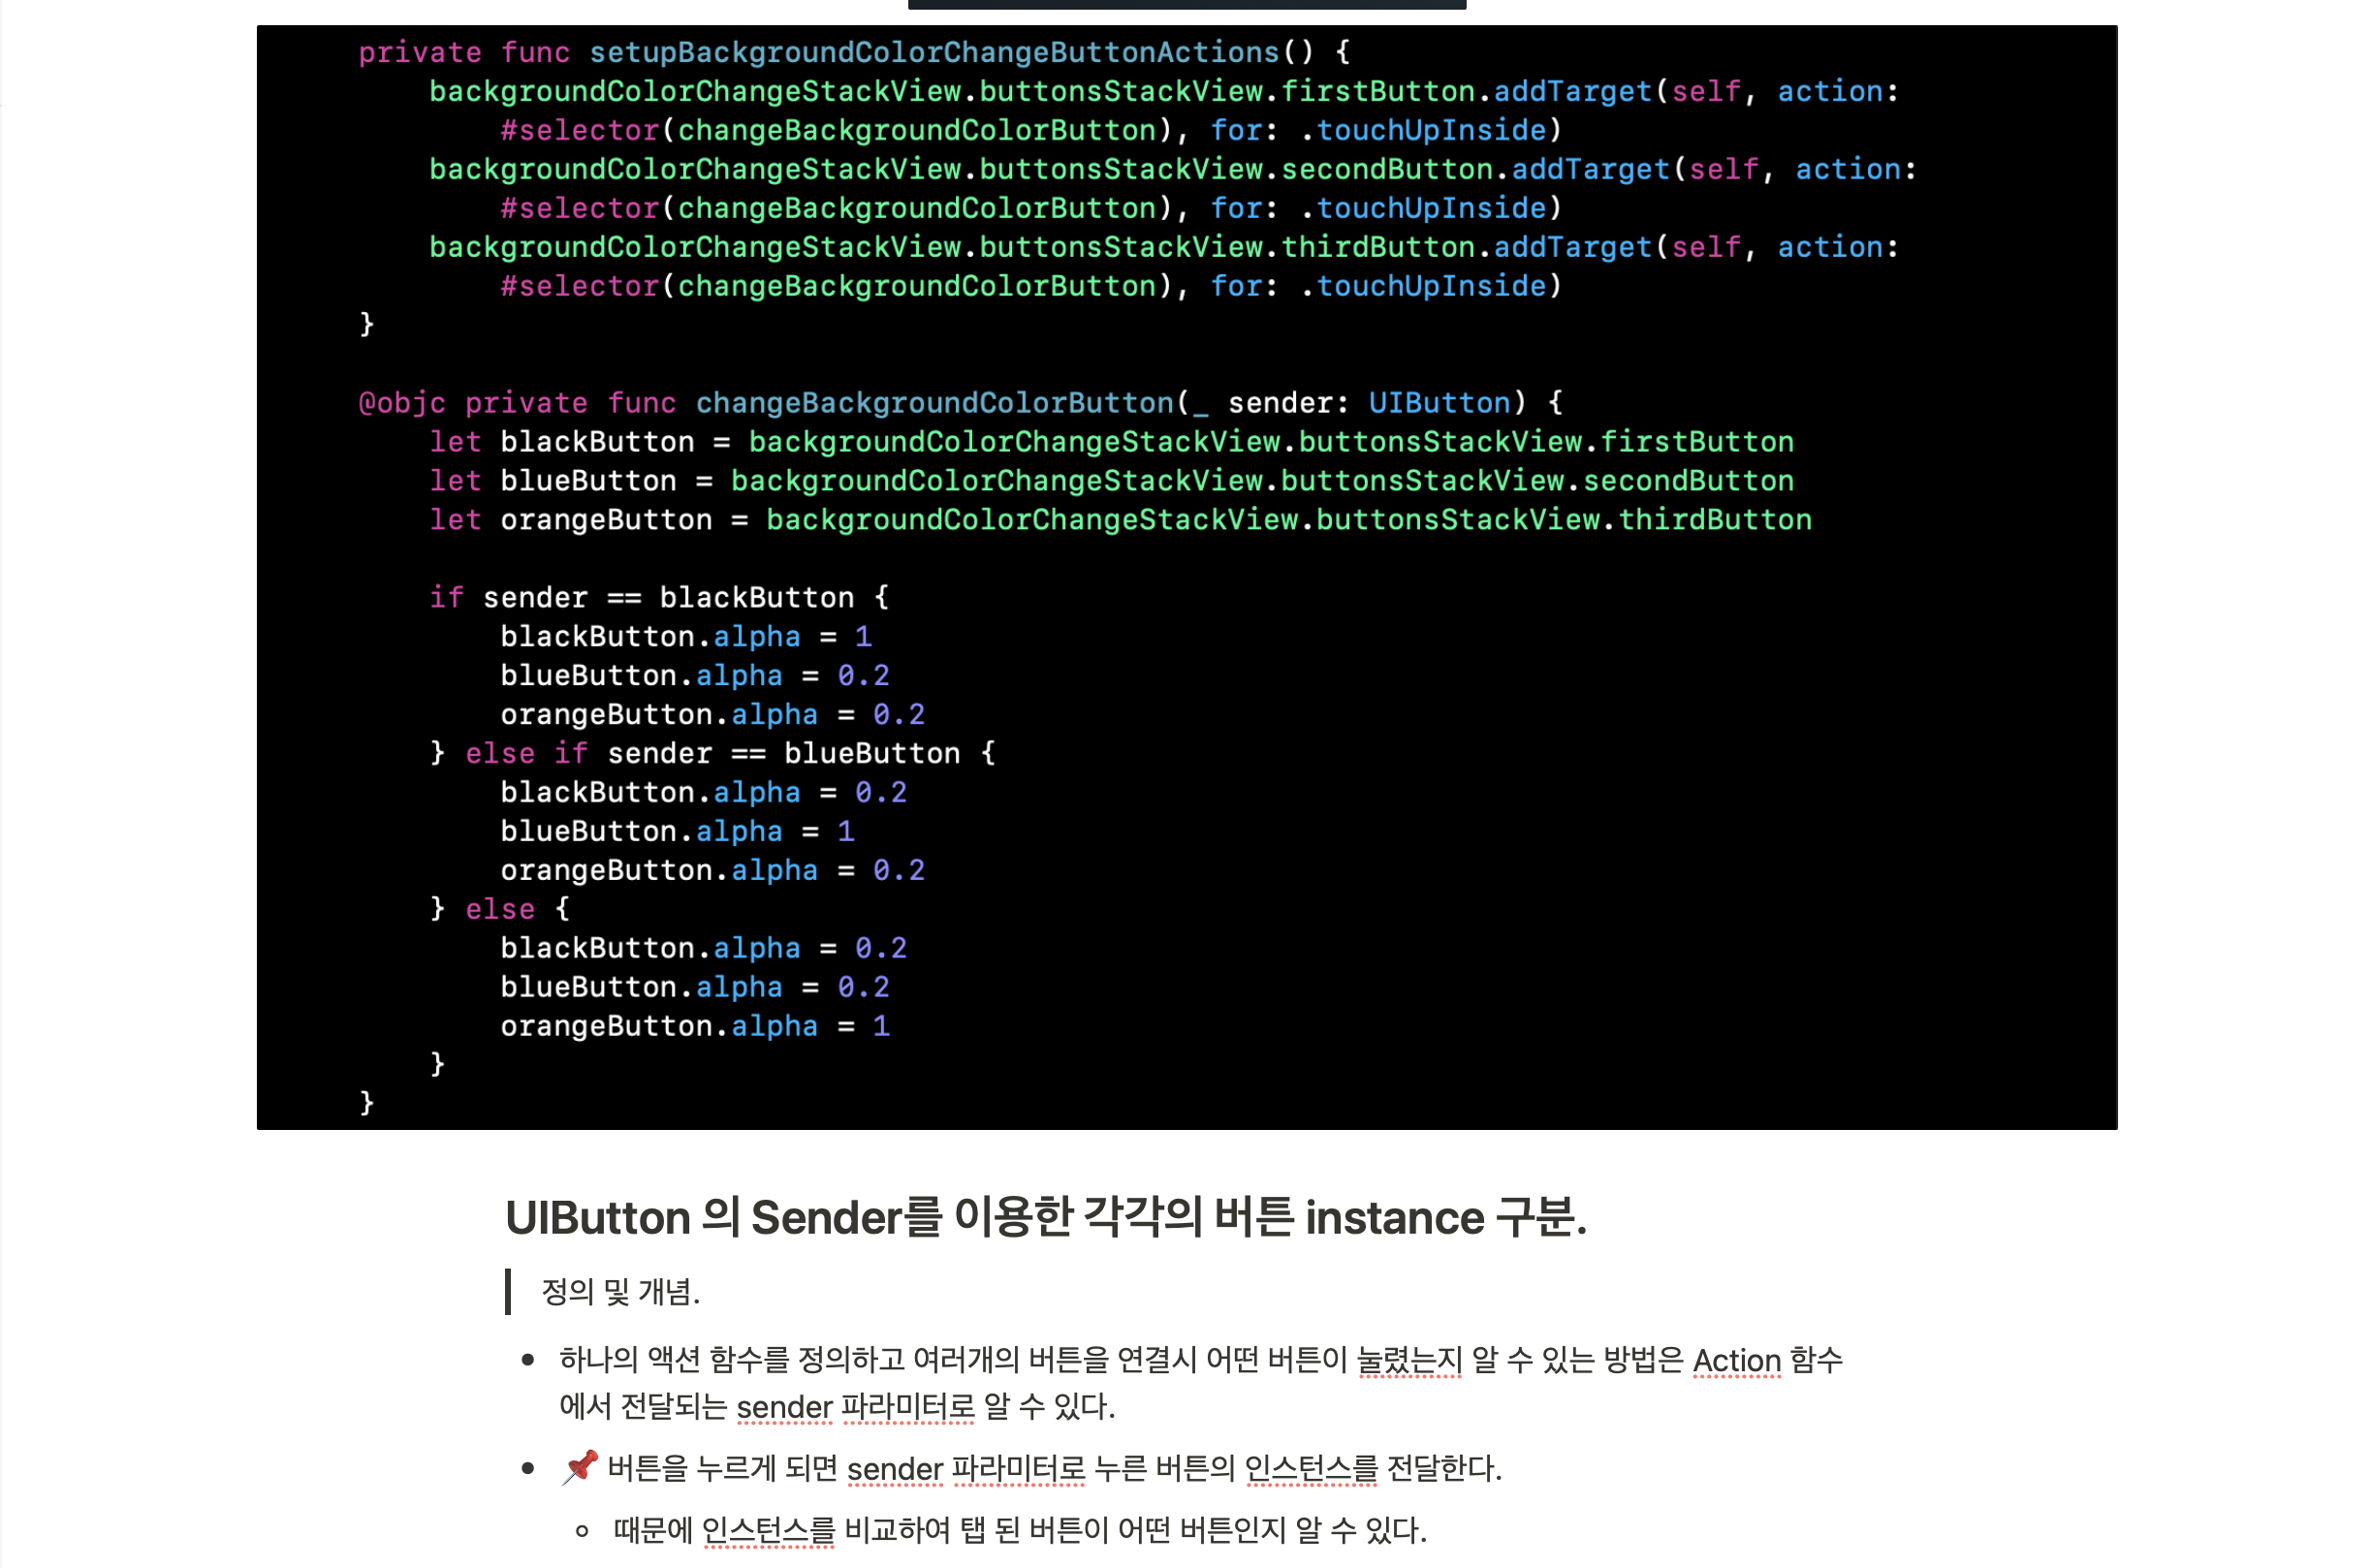 private func setupBackgroundColorChangeButtonActions() {
    backgroundColorChangeStackView.buttonsStackView.firstButton.addTarget(self, action:
        #selector(changeBackgroundColorButton), for: .touchUpInside)
    backgroundColorChangeStackView.buttonsStackView.secondButton.addTarget(self, action:
        #selector(changeBackgroundColorButton), for: .touchUpInside)
    backgroundColorChangeStackView.buttonsStackView.thirdButton.addTarget(self, action:
        #selector(changeBackgroundColorButton), for: .touchUpInside)
}

@objc private func changeBackgroundColorButton(_ sender: UIButton) {
    let blackButton = backgroundColorChangeStackView.buttonsStackView.firstButton
    let blueButton = backgroundColorChangeStackView.buttonsStackView.secondButton
    let orangeButton = backgroundColorChangeStackView.buttonsStackView.thirdButton

    if sender == blackButton {
        blackButton.alpha = 1
        blueButton.alpha = 0.2
        orangeButton.alpha = 0.2
    } else if sender == blueButton {
        blackButton.alpha = 0.2
        blueButton.alpha = 1
        orangeButton.alpha = 0.2
    } else {
        blackButton.alpha = 0.2
        blueButton.alpha = 0.2
        orangeButton.alpha = 1
    }
}
UIButton 의 Sender를 이용한 각각의 버튼 instance 구분.
정의 및 개념.
• 하나의 액션 함수를 정의하고 여러개의 버튼을 연결시 어떤 버튼이 눌렸는지 알 수 있는 방법은 Action 함수
에서 전달되는 sender 파라미터로 알 수 있다.
• 📌 버튼을 누르게 되면 sender 파라미터로 누른 버튼의 인스턴스를 전달한다.
◦ 때문에 인스턴스를 비교하여 탭 된 버튼이 어떤 버튼인지 알 수 있다.